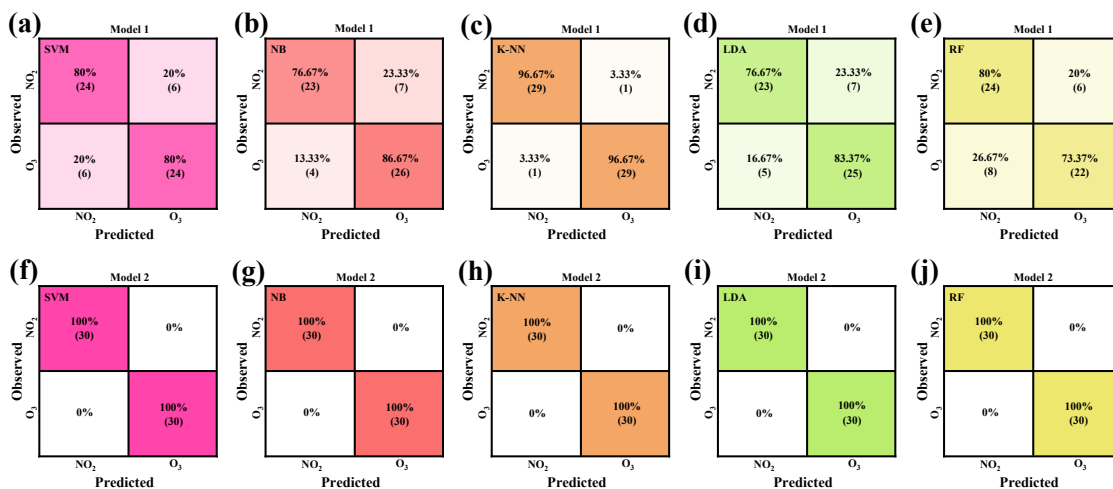 (a)
Model 1
SVM
80%
(24)
20%
(6)
20%
(6)
80%
(24)
NO₂
O₃
Observed
NO₂
O₃
Predicted
(b)
Model 1
NB
76.67%
(23)
23.33%
(7)
13.33%
(4)
86.67%
(26)
NO₂
O₃
Observed
NO₂
O₃
Predicted
(c)
Model 1
K-NN
96.67%
(29)
3.33%
(1)
3.33%
(1)
96.67%
(29)
NO₂
O₃
Observed
NO₂
O₃
Predicted
(d)
Model 1
LDA
76.67%
(23)
23.33%
(7)
16.67%
(5)
83.37%
(25)
NO₂
O₃
Observed
NO₂
O₃
Predicted
(e)
Model 1
RF
80%
(24)
20%
(6)
26.67%
(8)
73.37%
(22)
NO₂
O₃
Observed
NO₂
O₃
Predicted
(f)
Model 2
SVM
100%
(30)
0%
0%
100%
(30)
NO₂
O₃
Observed
NO₂
O₃
Predicted
(g)
Model 2
NB
100%
(30)
0%
0%
100%
(30)
NO₂
O₃
Observed
NO₂
O₃
Predicted
(h)
Model 2
K-NN
100%
(30)
0%
0%
100%
(30)
NO₂
O₃
Observed
NO₂
O₃
Predicted
(i)
Model 2
LDA
100%
(30)
0%
0%
100%
(30)
NO₂
O₃
Observed
NO₂
O₃
Predicted
(j)
Model 2
RF
100%
(30)
0%
0%
100%
(30)
NO₂
O₃
Observed
NO₂
O₃
Predicted